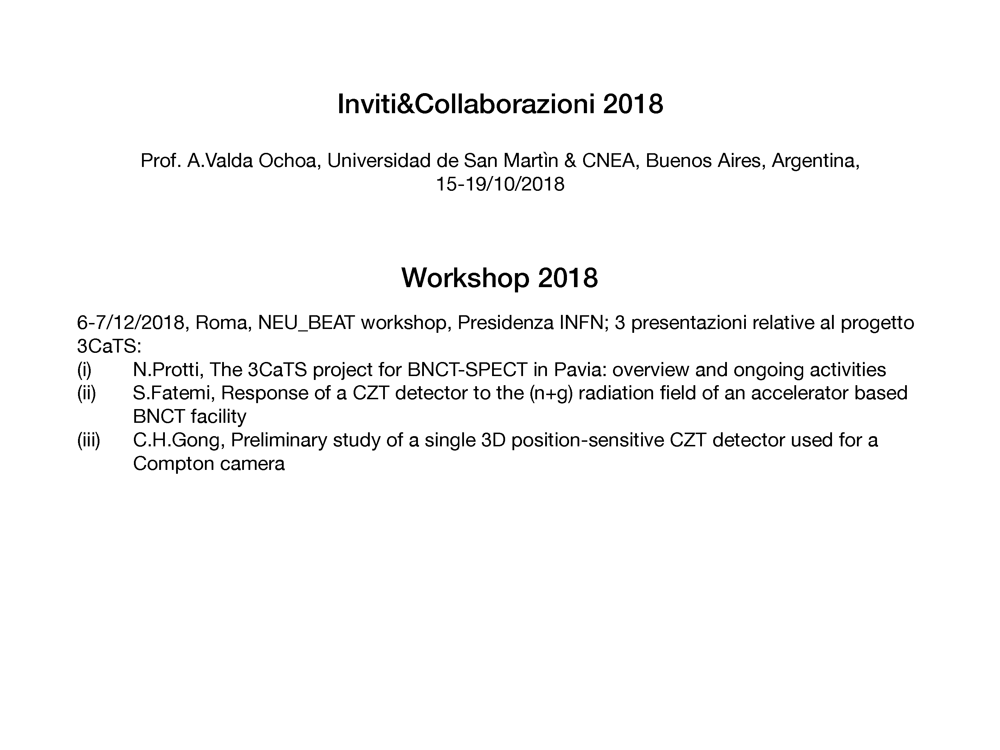 Inviti&Collaborazioni 2018
Prof. A.Valda Ochoa, Universidad de San Martìn & CNEA, Buenos Aires, Argentina,
15-19/10/2018
Workshop 2018
6-7/12/2018, Roma, NEU_BEAT workshop, Presidenza INFN; 3 presentazioni relative al progetto
3CaTS:
(i) N.Protti, The 3CaTS project for BNCT-SPECT in Pavia: overview and ongoing activities
(ii) S.Fatemi, Response of a CZT detector to the (n+g) radiation field of an accelerator based
BNCT facility
(iii) C.H.Gong, Preliminary study of a single 3D position-sensitive CZT detector used for a
Compton camera